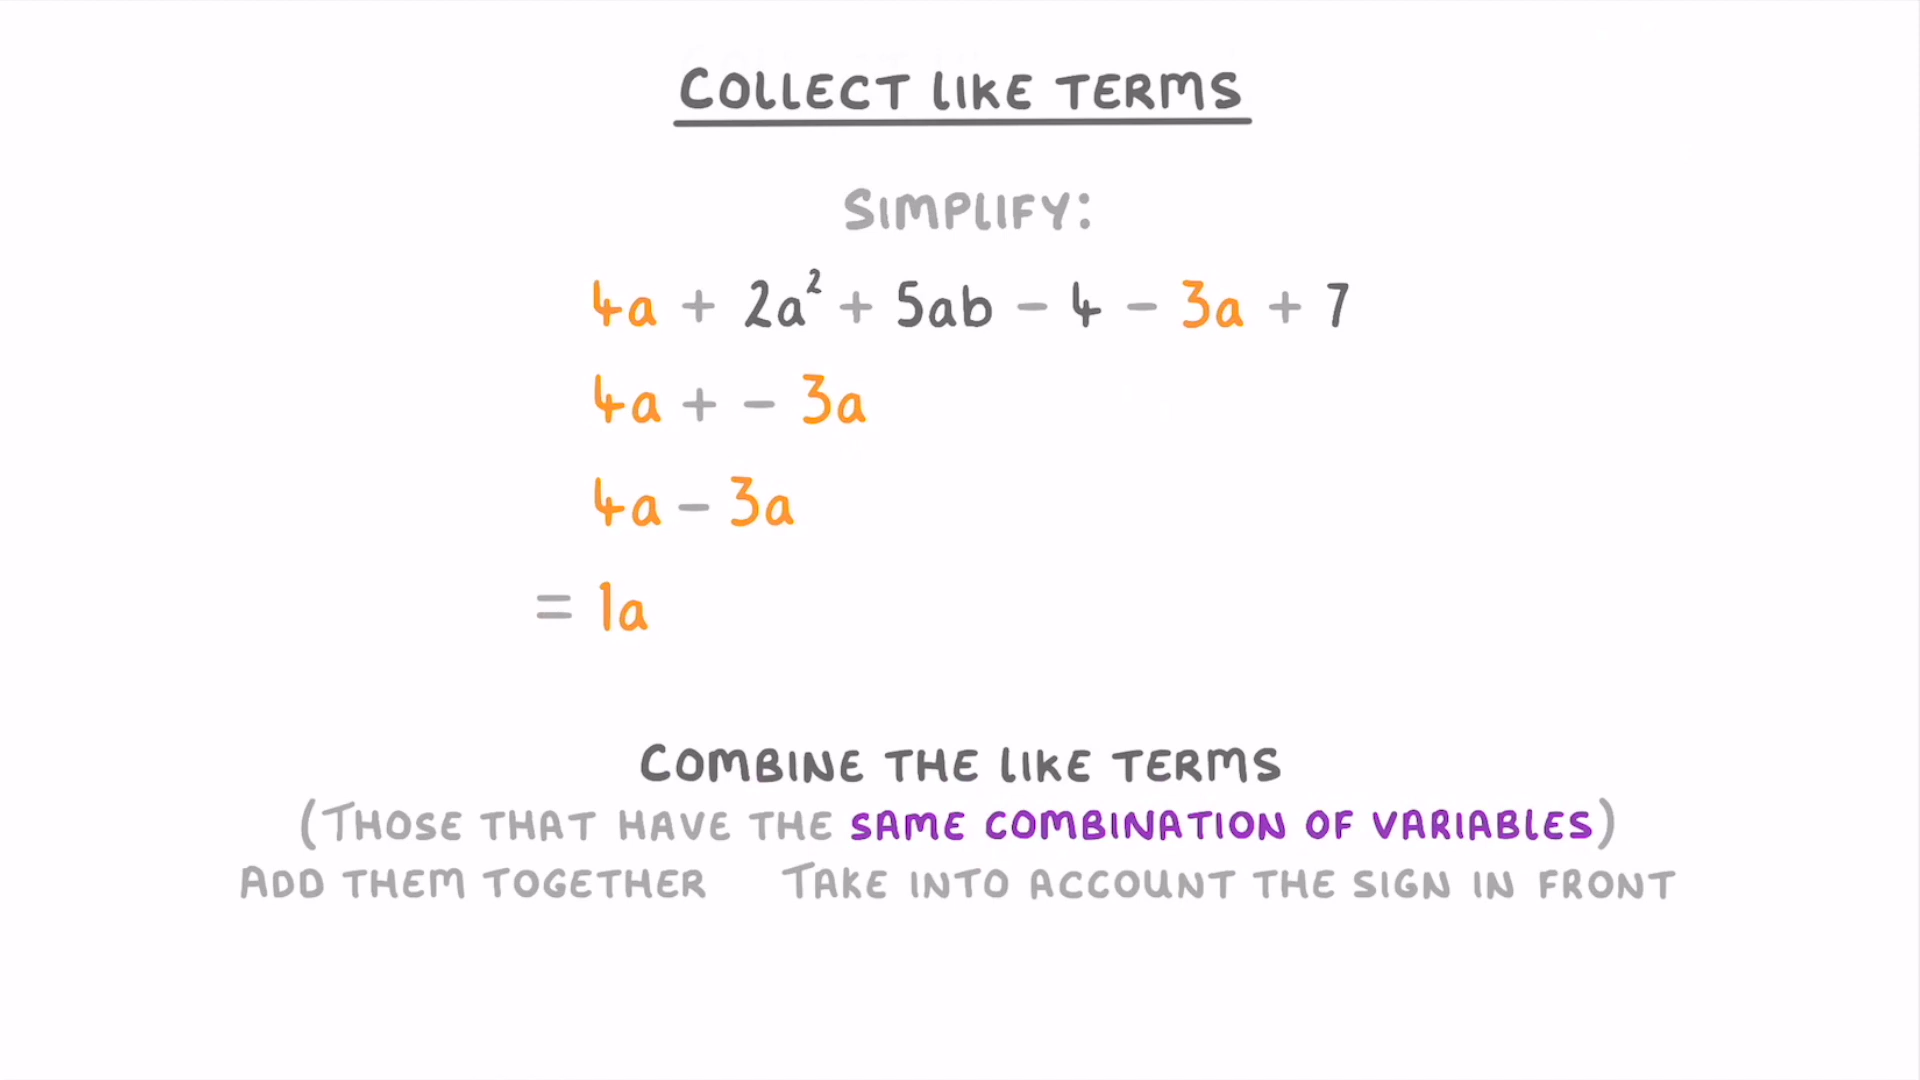 COLLECT LIKE TERMS
SIMPLIFY:
4a + 2a² + 5ab − 4 − 3a + 7
4a + − 3a
4a − 3a
= 1a
COMBINE THE LIKE TERMS
(THOSE THAT HAVE THE SAME COMBINATION OF VARIABLES)
ADD THEM TOGETHER TAKE INTO ACCOUNT THE SIGN IN FRONT